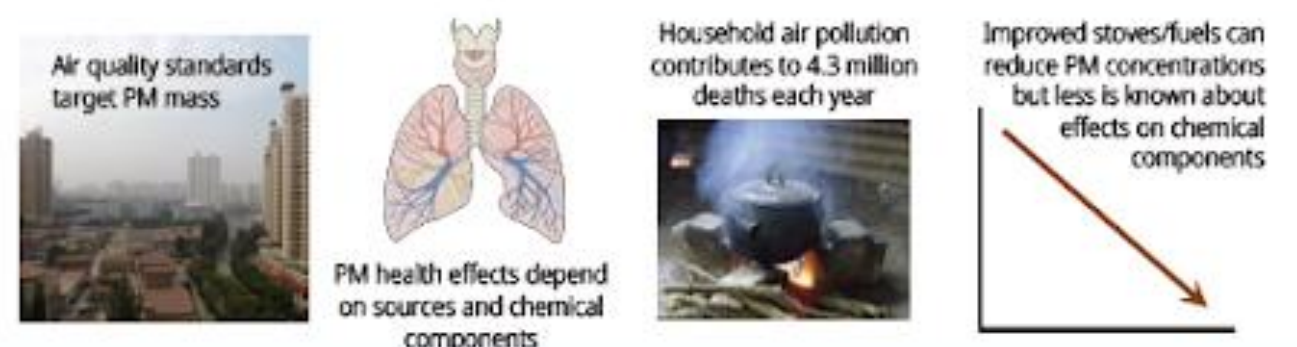 Air quality standards
target PM mass
PM health effects depend
on sources and chemical
components
Household air pollution
contributes to 4.3 million
deaths each year
Improved stoves/fuels can
reduce PM concentrations
but less is known about
effects on chemical
components